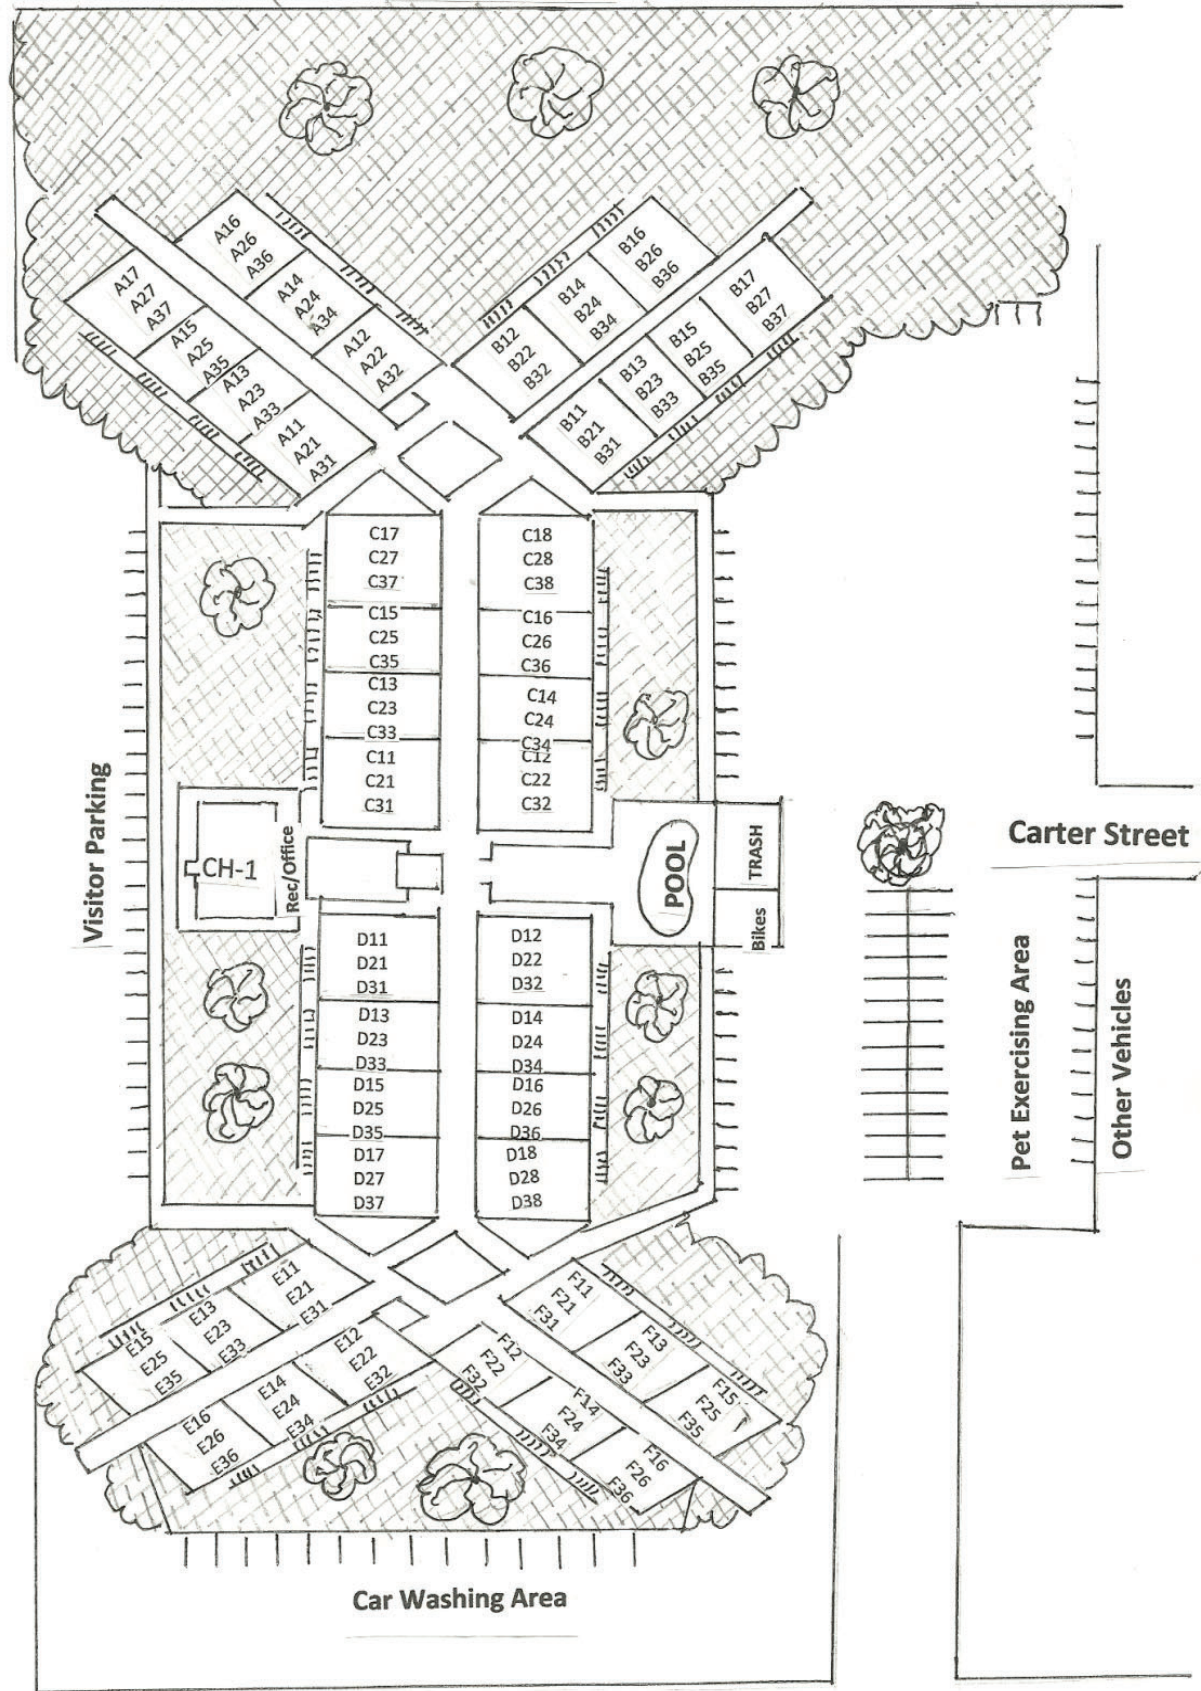 A16
A26
A36
A14
A24
A34
A12
A22
A32
A17
A27
A37
A15
A25
A35
A13
A23
A33
A11
A21
A31
B16
B26
B36
B14
B24
B34
B12
B22
B32
B17
B27
B37
B15
B25
B35
B13
B23
B33
B11
B21
B31
C17
C27
C37
C15
C25
C35
C13
C23
C33
C11
C21
C31
C18
C28
C38
C16
C26
C36
C14
C24
C34
C12
C22
C32
Visitor Parking
CH-1
Rec/Office
POOL
TRASH
Bikes
Carter Street
Pet Exercising Area
Other Vehicles
D11
D21
D31
D13
D23
D33
D15
D25
D35
D17
D27
D37
D12
D22
D32
D14
D24
D34
D16
D26
D36
D18
D28
D38
E11
E21
E31
E13
E23
E33
E15
E25
E35
E12
E22
E32
E14
E24
E34
E16
E26
E36
F11
F21
F31
F13
F23
F33
F15
F25
F35
F12
F22
F32
F14
F24
F34
F16
F26
F36
Car Washing Area